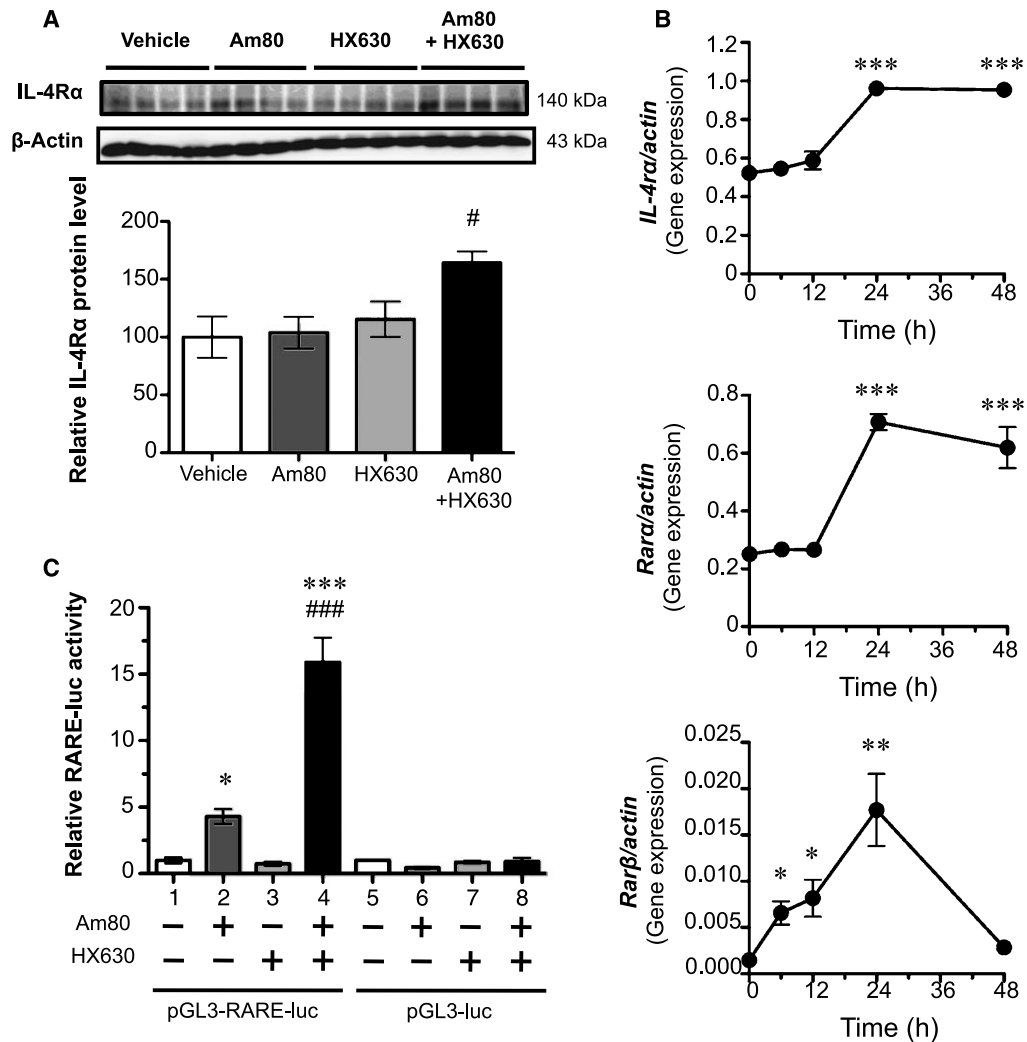 A
Vehicle Am80 HX630 Am80
+ HX630
IL-4Rα 140 kDa
β-Actin 43 kDa
Relative IL-4Rα protein level
200
150
100
50
0
#
Vehicle Am80 HX630 Am80
+HX630
B
IL-4rα/actin
(Gene expression)
1.2
1.0
0.8
0.6
0.4
0.2
0
*** ***
0 12 24 36 48
Time (h)
Rarα/actin
(Gene expression)
0.8
0.6
0.4
0.2
0
*** ***
0 12 24 36 48
Time (h)
Rarβ/actin
(Gene expression)
0.025
0.020
0.015
0.010
0.005
0.000
* * **
0 12 24 36 48
Time (h)
C
Relative RARE-luc activity
20
15
10
5
0
*
***
###
1 2 3 4 5 6 7 8
Am80 − + − + − + − +
HX630 − − + + − − + +
pGL3-RARE-luc pGL3-luc